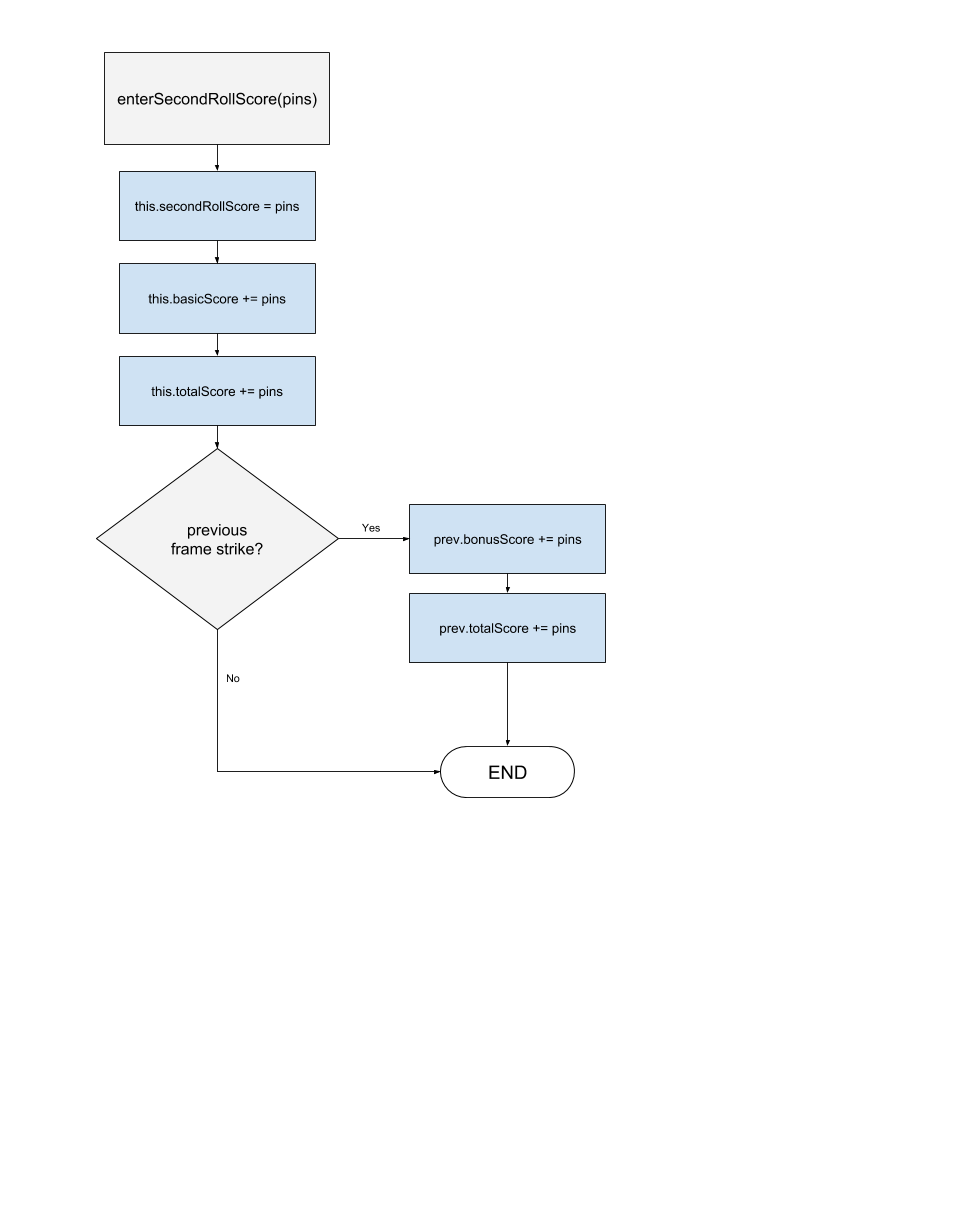 enterSecondRollScore(pins)
this.secondRollScore = pins
this.basicScore += pins
this.totalScore += pins
previous
frame strike?
Yes
prev.bonusScore += pins
prev.totalScore += pins
No
END